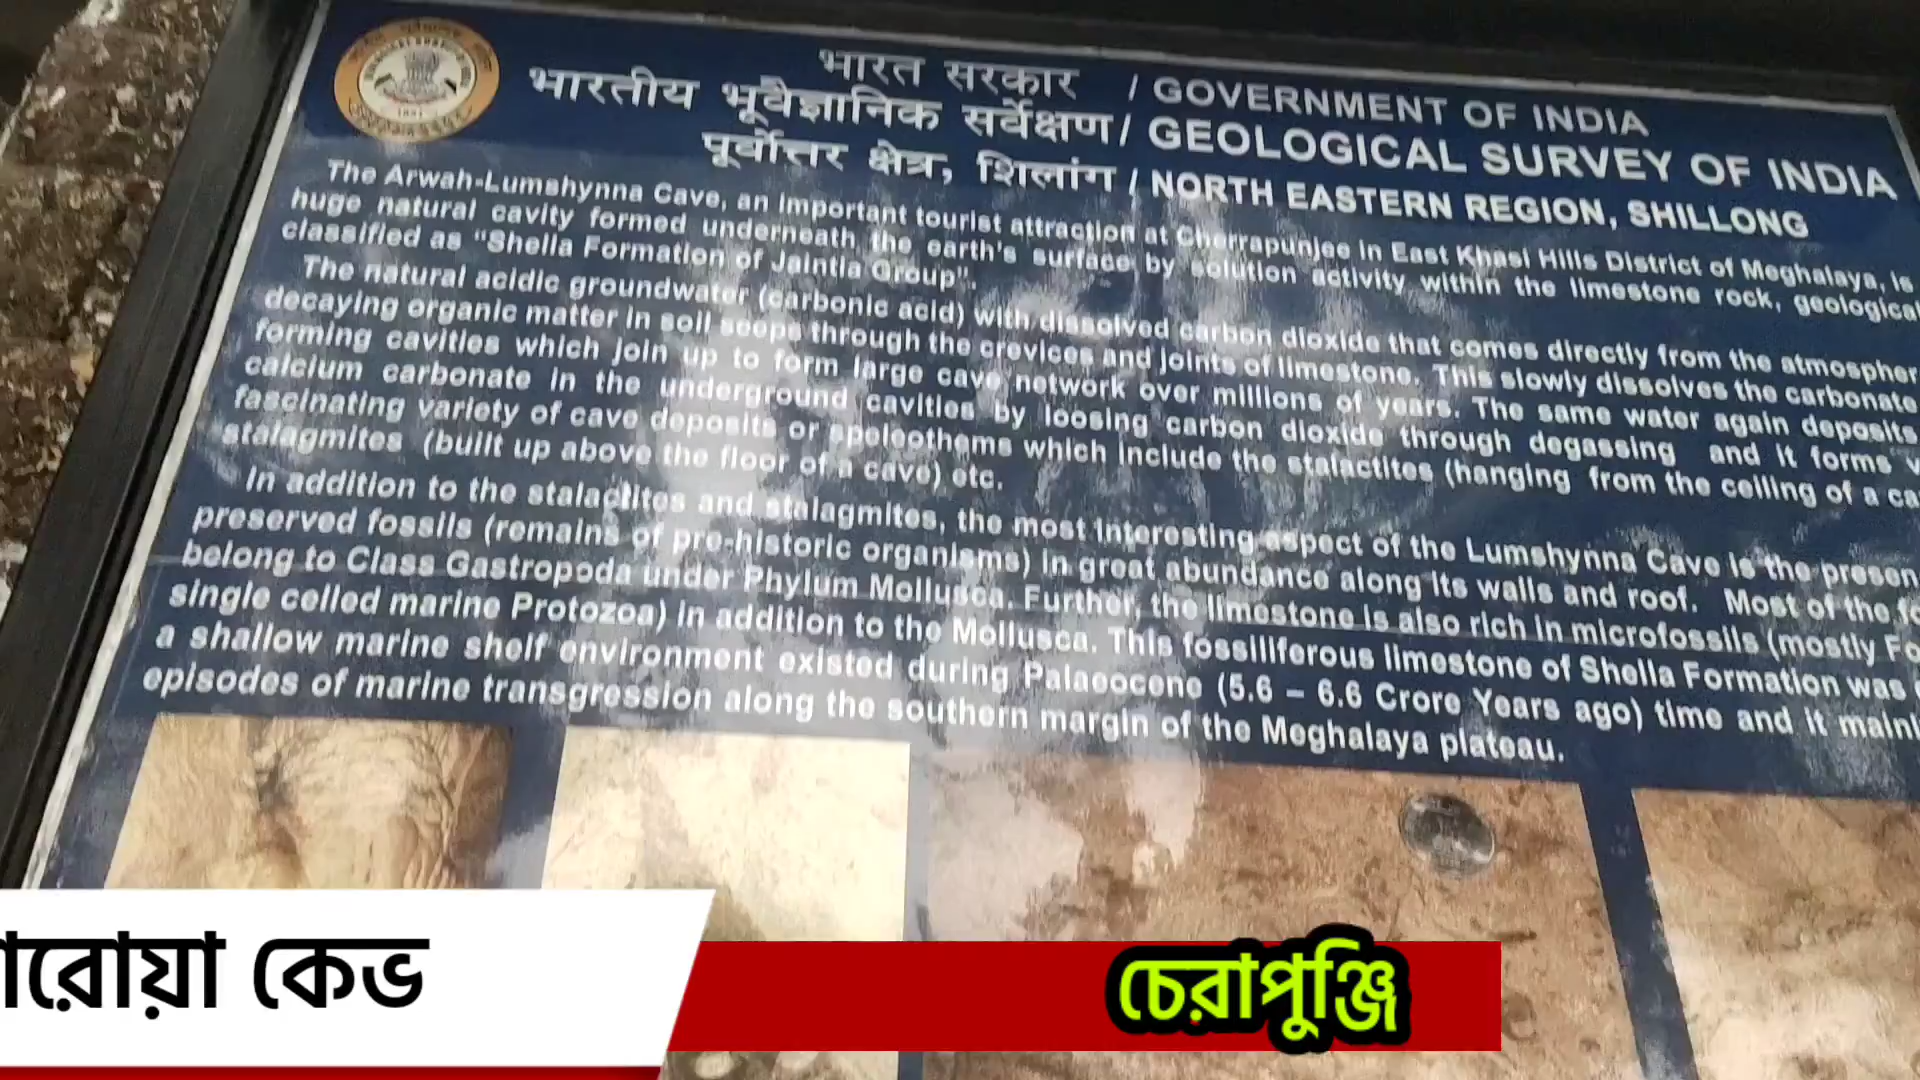 भारत सरकार / GOVERNMENT OF INDIA
भारतीय भूवैज्ञानिक सर्वेक्षण/ GEOLOGICAL SURVEY OF INDIA
पूर्वोत्तर क्षेत्र, शिलांग / NORTH EASTERN REGION, SHILLONG
The Arwah-Lumshynna Cave, an important tourist attraction at Cherrapunjee in East Khasi Hills District of Meghalaya, is
huge natural cavity formed underneath the earth's surface by solution activity within the limestone rock, geological
classified as "Shella Formation of Jaintia Group".
The natural acidic groundwater (carbonic acid) with dissolved carbon dioxide that comes directly from the atmospher
decaying organic matter in soil seeps through the crevices and joints of limestone. This slowly dissolves the carbonate
forming cavities which join up to form large cave network over millions of years. The same water again deposits
calcium carbonate in the underground cavities by loosing carbon dioxide through degassing and it forms
fascinating variety of cave deposits or speleothems which include the stalactites (hanging from the ceiling of a ca
stalagmites (built up above the floor of a cave) etc.
In addition to the stalactites and stalagmites, the most interesting aspect of the Lumshynna Cave is the presen
preserved fossils (remains of pre-historic organisms) in great abundance along its walls and roof. Most of the fo
belong to Class Gastropoda under Phylum Mollusca. Further, the limestone is also rich in microfossils (mostly Fo
single celled marine Protozoa) in addition to the Mollusca. This fossiliferous limestone of Shella Formation was
a shallow marine shelf environment existed during Palaeocene (5.6 – 6.6 Crore Years ago) time and it mainl
episodes of marine transgression along the southern margin of the Meghalaya plateau.
ারোয়া কেভ
চেরাপুঞ্জি